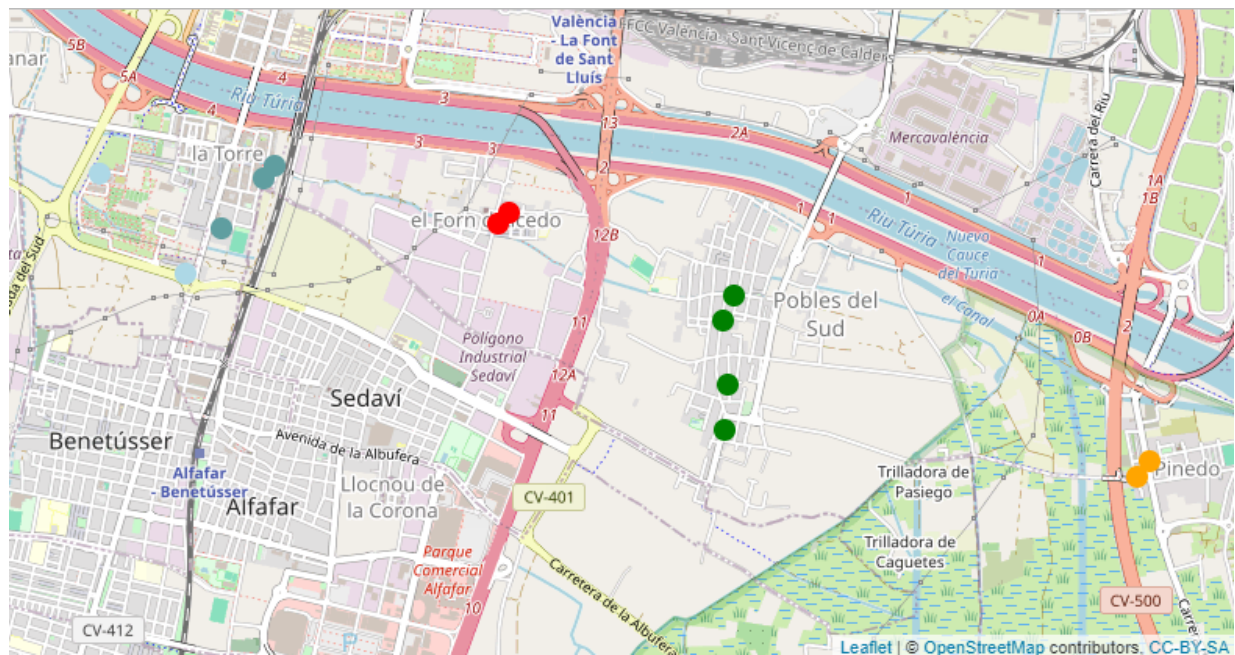 5B
5A
4
4
3
3
3
Riu Túria
València
- La Font
de Sant
Lluís
FCC València - Sant Vicenç de Calders
13
2
2A
Mercavalència
Carrera del Riu
1A
1B
la Torre
el Forn
cedo
12B
11
12A
11
10
1
1
1
1
Riu Túria
Nuevo
Cauce
del Turia
el Canal
0A
0B
2
Pobles del
Sud
Polígono
Industrial
Sedaví
Sedaví
Benetússer
Avenida de la Albufera
Alfafar
- Benetússer
Alfafar
Llocnou de
la Corona
CV-401
Parque
Comercial
Alfafar
Carretera de la Albufera
Trilladora de
Pasiego
Trilladora de
Caguetes
Pinedo
CV-500
CV-412
Leaflet | © OpenStreetMap contributors, CC-BY-SA